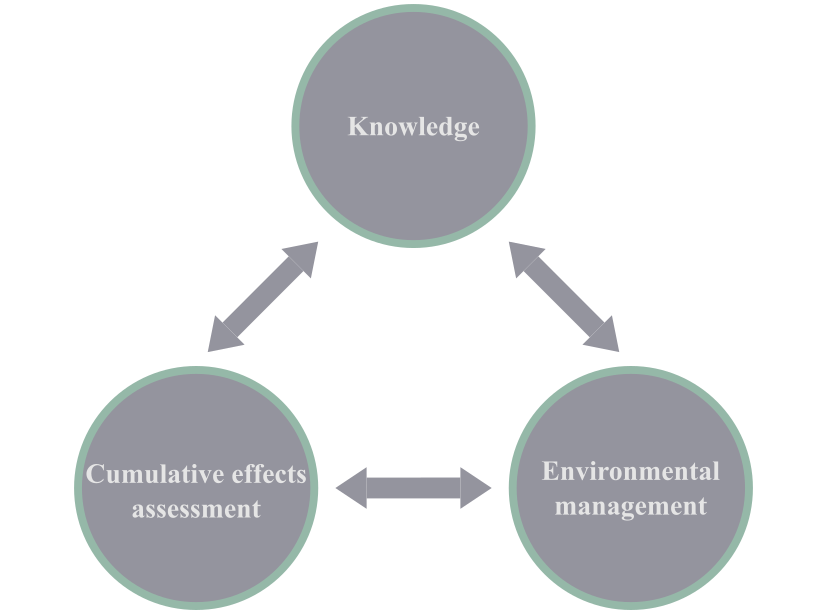 Knowledge
Cumulative effects
assessment
Environmental
management